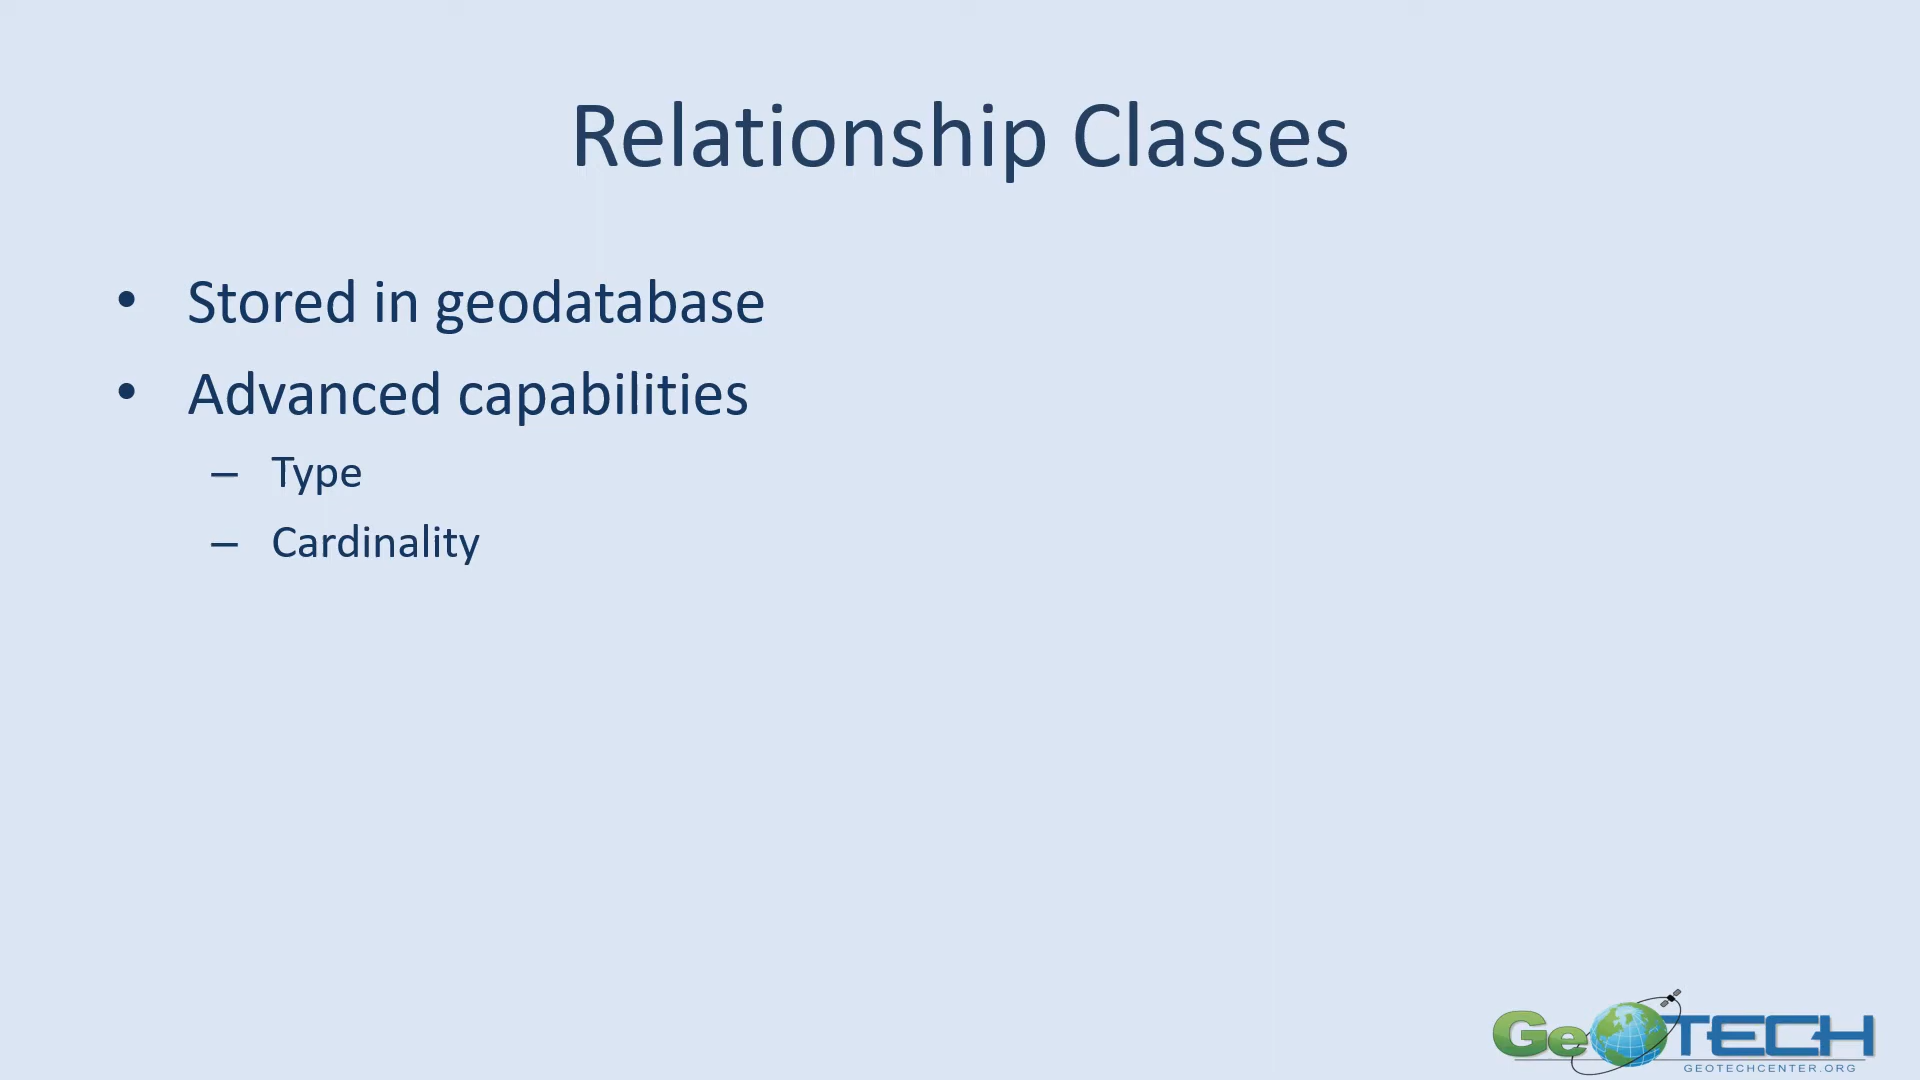 Relationship Classes
• Stored in geodatabase
• Advanced capabilities
– Type
– Cardinality
GeoTECH
GEOTECHCENTER.ORG